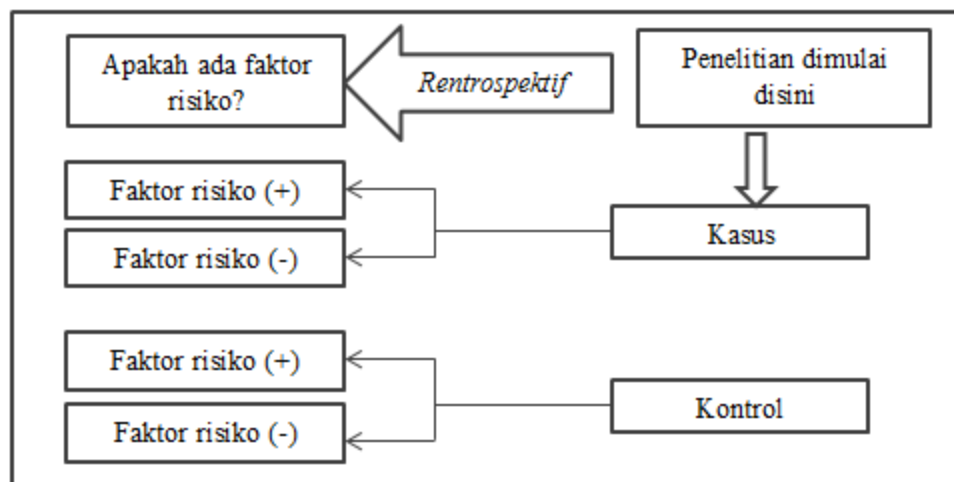 Apakah ada faktor
risiko?
Rentrospektif
Penelitian dimulai
disini
Faktor risiko (+)
Faktor risiko (-)
Kasus
Faktor risiko (+)
Faktor risiko (-)
Kontrol